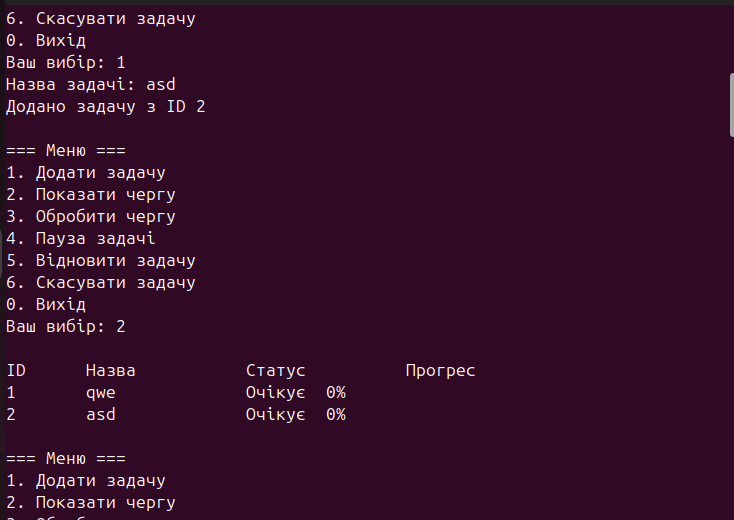 6. Скасувати задачу
0. Вихід
Ваш вибір: 1
Назва задачі: asd
Додано задачу з ID 2
=== Меню ===
1. Додати задачу
2. Показати чергу
3. Обробити чергу
4. Пауза задачі
5. Відновити задачу
6. Скасувати задачу
0. Вихід
Ваш вибір: 2
ID Назва Статус Прогрес
1 qwe Очікує 0%
2 asd Очікує 0%
=== Меню ===
1. Додати задачу
2. Показати чергу